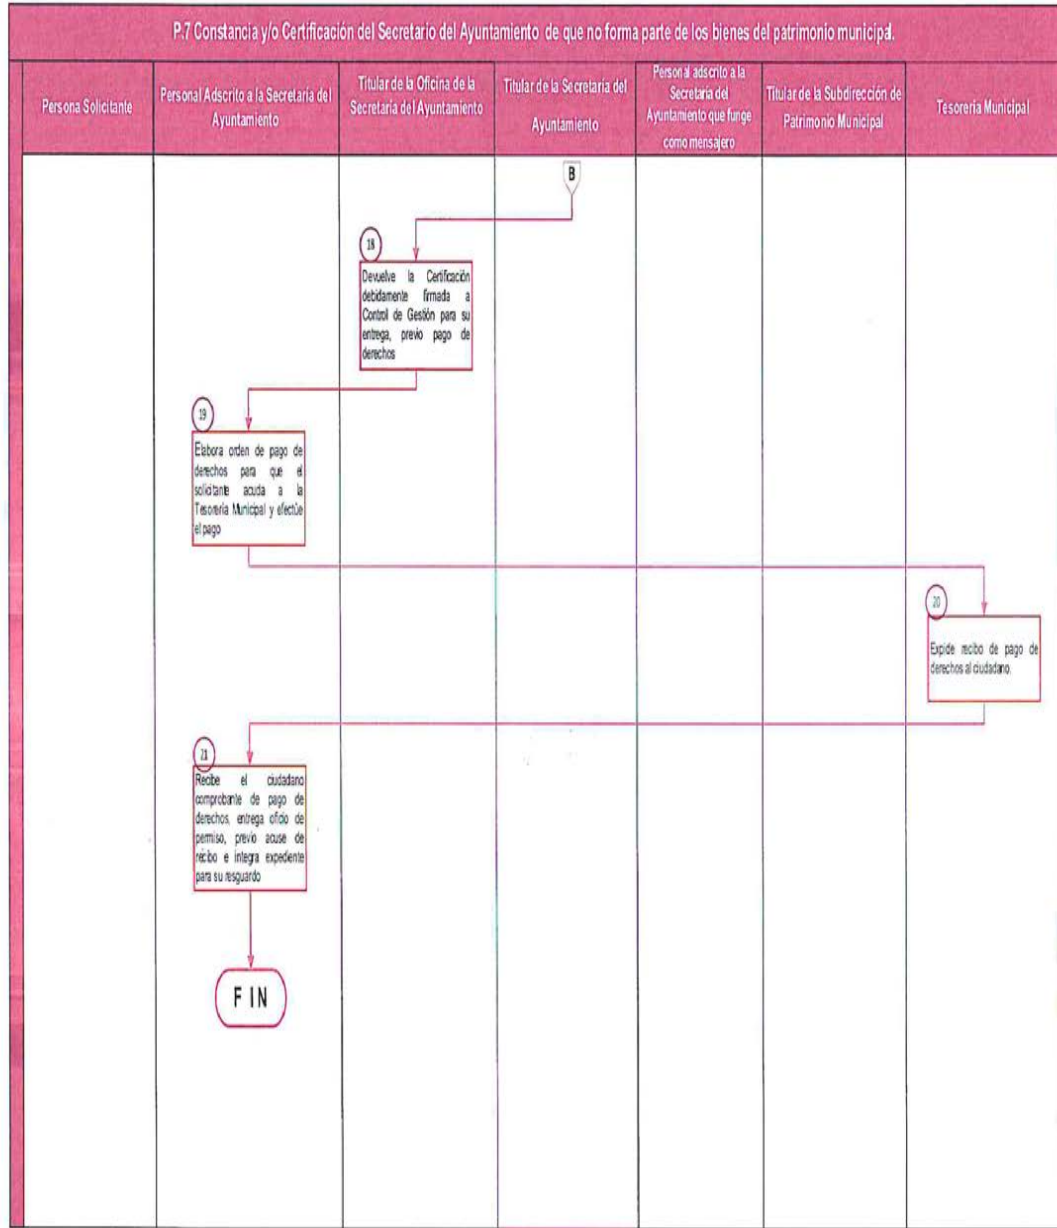 P.7 Constancia y/o Certificación del Secretario del Ayuntamiento de que no forma parte de los bienes del patrimonio municipal.
Persona Solicitante
Personal Adscrito a la Secretaría del
Ayuntamiento
Titular de la Oficina de la
Secretaría del Ayuntamiento
Titular de la Secretaría del
Ayuntamiento
Personal adscrito a la
Secretaría del
Ayuntamiento que funge
como mensajero
Titular de la Subdirección de
Patrimonio Municipal
Tesorería Municipal
B
18
Devuelve la Certificación
debidamente firmada a
Control de Gestión para su
entrega, previo pago de
derechos
19
Elabora orden de pago de
derechos para que el
solicitante acuda a la
Tesorería Municipal y efectúe
el pago
20
Expide recibo de pago de
derechos al ciudadano.
21
Recibe el ciudadano
comprobante de pago de
derechos, entrega oficio de
permiso, previo acuse de
recibo e integra expediente
para su resguardo
FIN